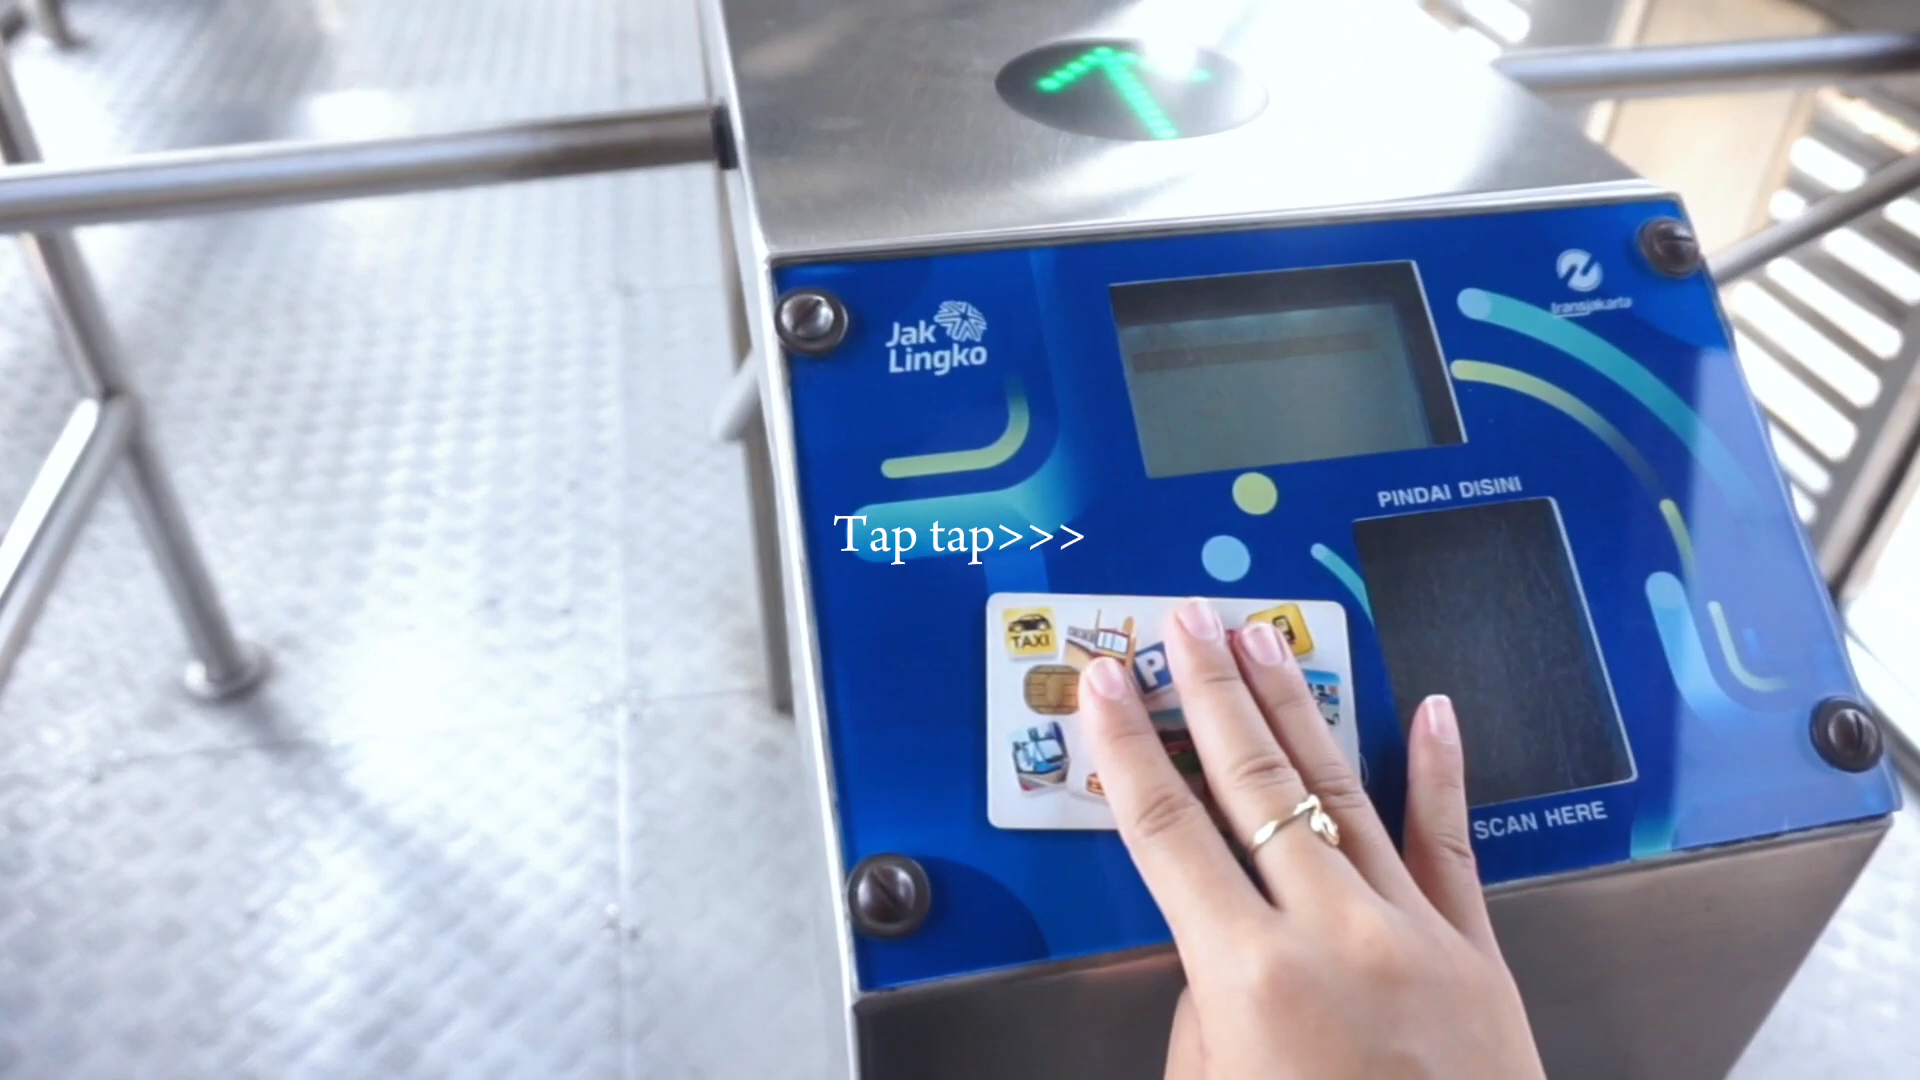 Jak
Lingko
transjakarta
PINDAI DISINI
Tap tap>>>
TAXI
P
SCAN HERE